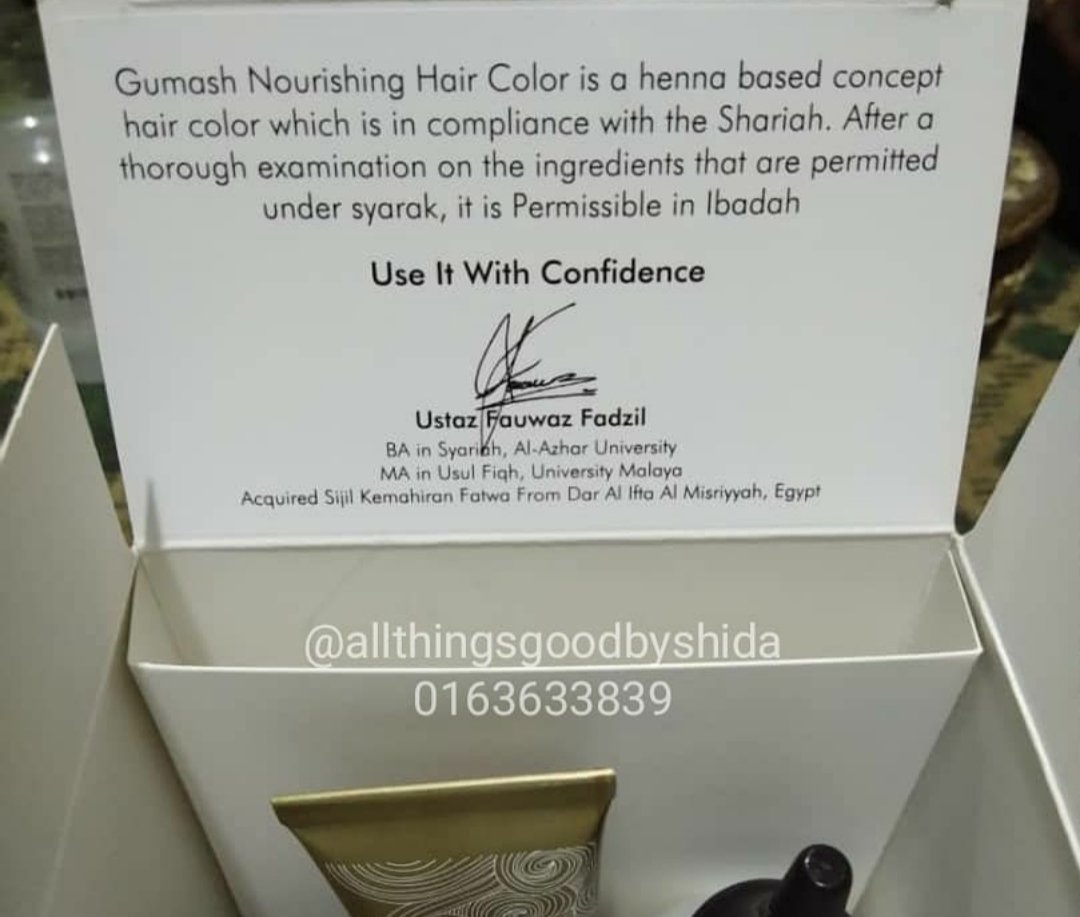 Gumash Nourishing Hair Color is a henna based concept
hair color which is in compliance with the Shariah. After a
thorough examination on the ingredients that are permitted
under syarak, it is Permissible in Ibadah
Use It With Confidence
Ustaz Fauwaz Fadzil
BA in Syariah, Al-Azhar University
MA in Usul Fiqh, University Malaya
Acquired Sijil Kemahiran Fatwa From Dar Al Ifta Al Misriyyah, Egypt
@allthingsgoodbyshida
0163633839